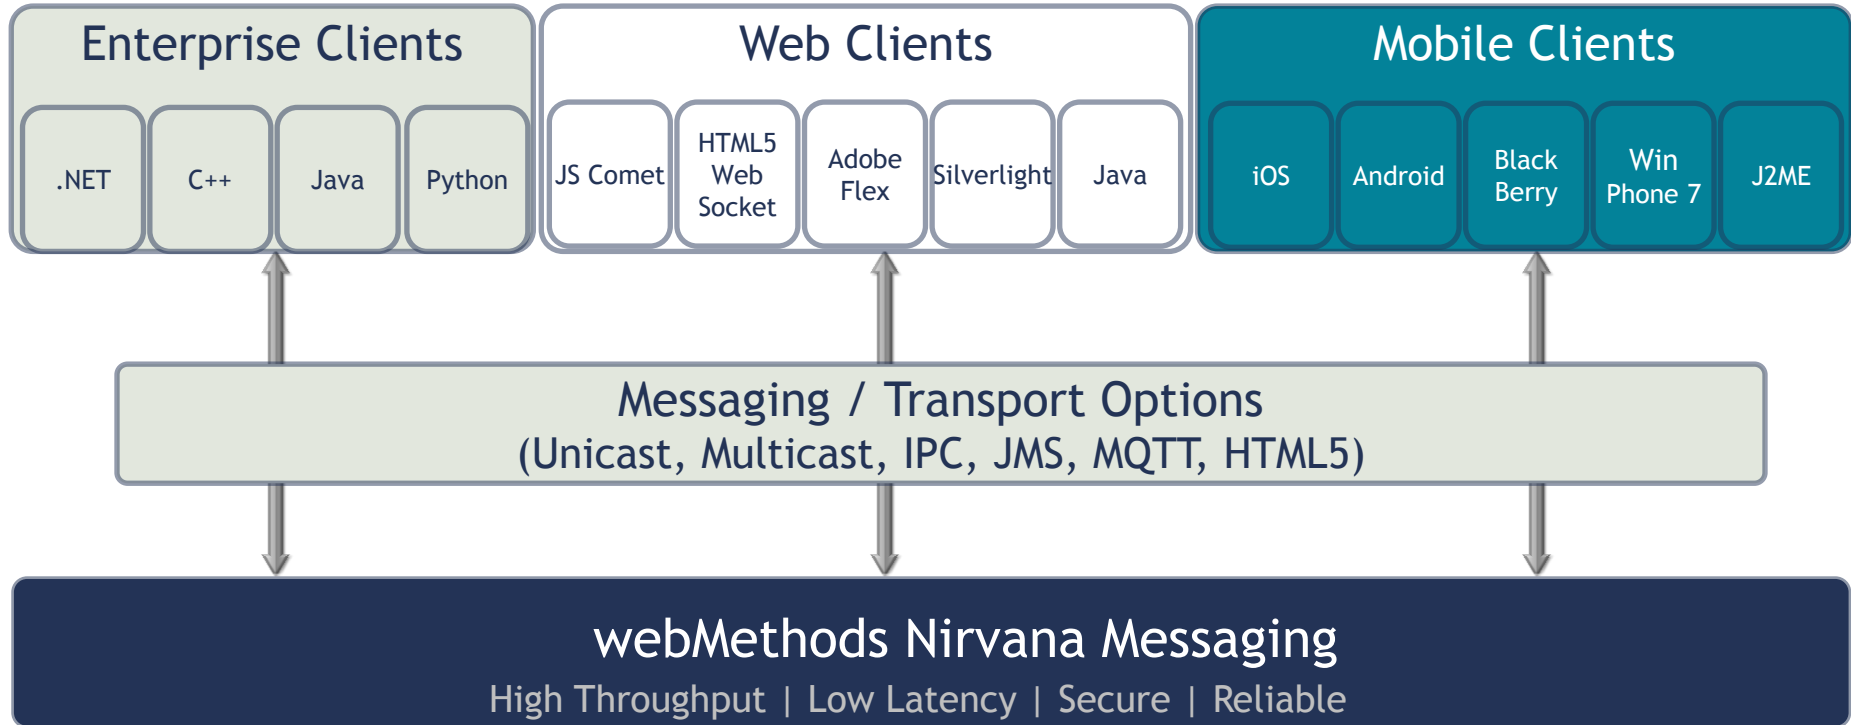 Enterprise Clients
.NET
C++
Java
Python
Web Clients
JS Comet
HTML5
Web
Socket
Adobe
Flex
Silverlight
Java
Mobile Clients
iOS
Android
Black
Berry
Win
Phone 7
J2ME
Messaging / Transport Options
(Unicast, Multicast, IPC, JMS, MQTT, HTML5)
webMethods Nirvana Messaging
High Throughput | Low Latency | Secure | Reliable